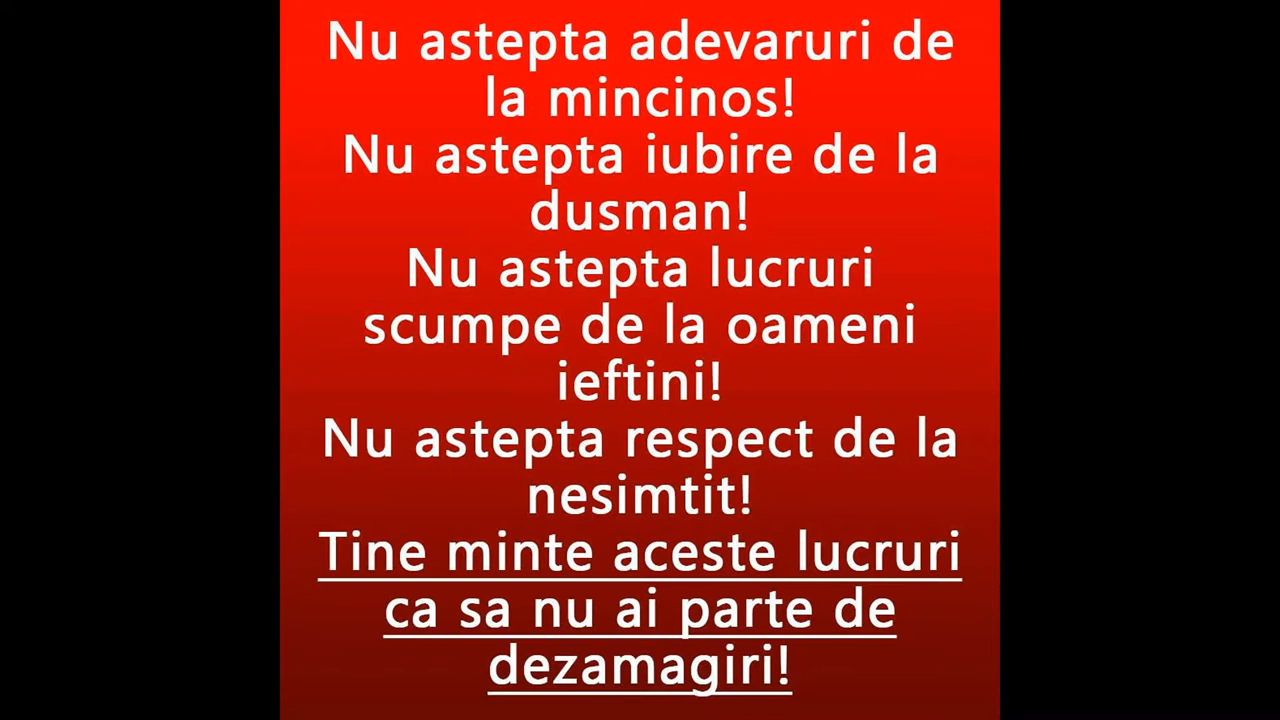 Nu astepta adevaruri de
la mincinos!
Nu astepta iubire de la
dusman!
Nu astepta lucruri
scumpe de la oameni
ieftini!
Nu astepta respect de la
nesimtit!
Tine minte aceste lucruri
ca sa nu ai parte de
dezamagiri!